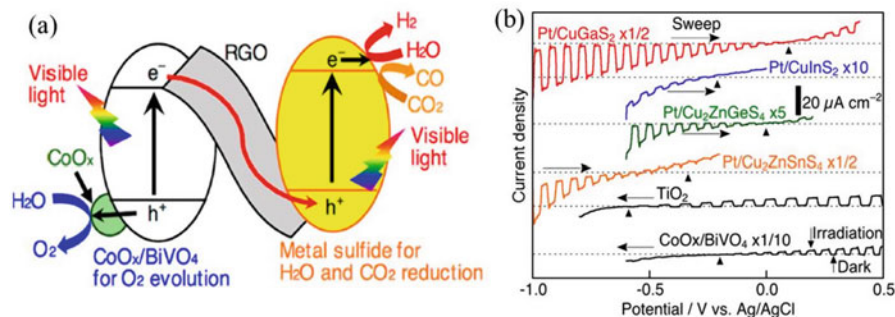 (a)
RGO
H₂
e⁻
H₂O
Visible
light
e⁻
CO
CO₂
Visible
light
CoOₓ
H₂O
h⁺
h⁺
O₂
CoOₓ/BiVO₄
for O₂ evolution
Metal sulfide for
H₂O and CO₂ reduction
(b)
Current density
Sweep
Pt/CuGaS₂ x1/2
Pt/CuInS₂ x10
20 µA cm⁻²
Pt/Cu₂ZnGeS₄ x5
Pt/Cu₂ZnSnS₄ x1/2
TiO₂
Irradiation
CoOx/BiVO₄ x1/10
Dark
-1.0 -0.5 0.0 0.5
Potential / V vs. Ag/AgCl